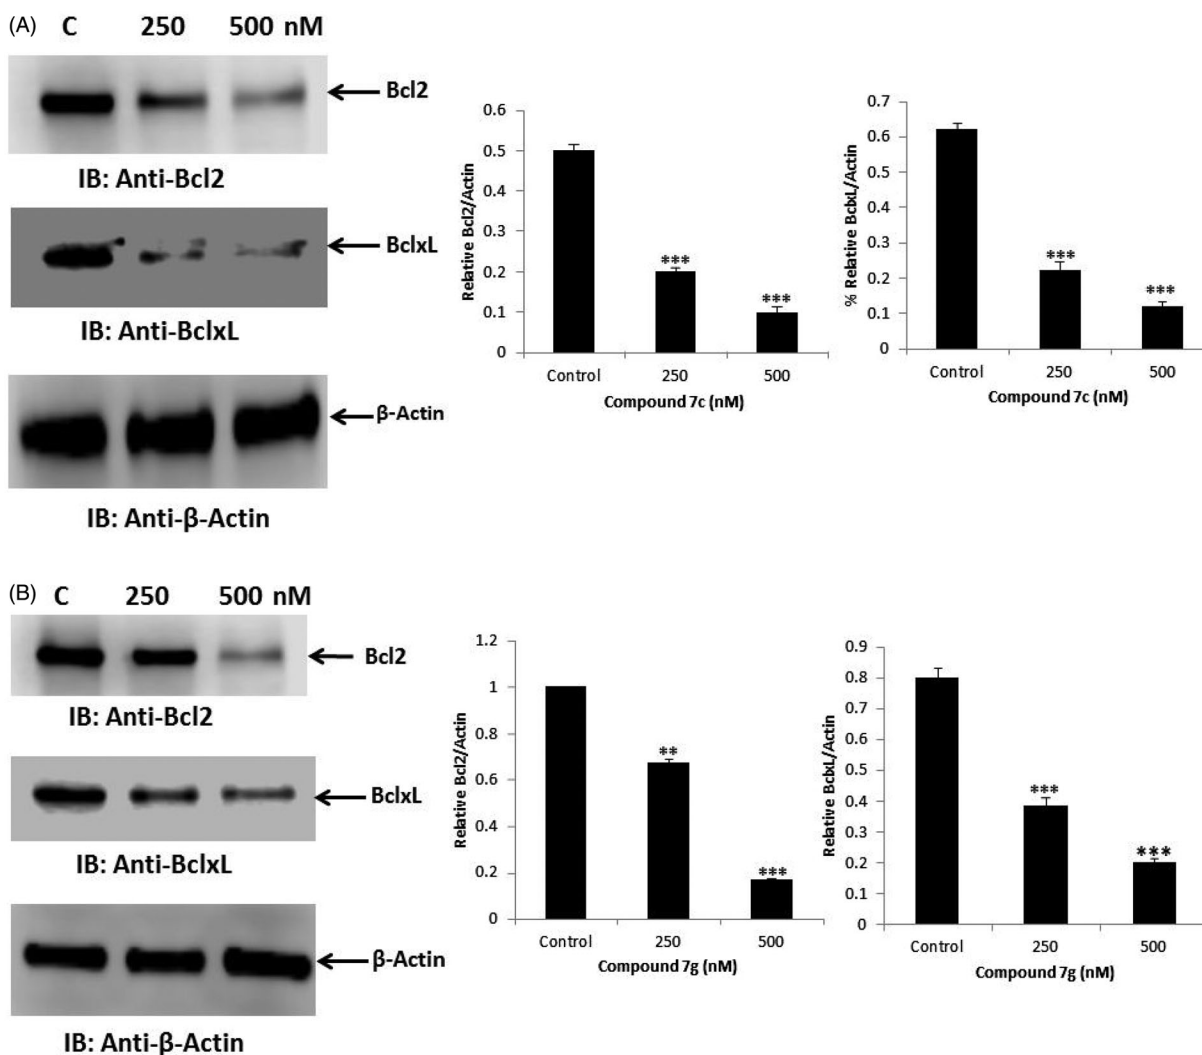 (A) C 250 500 nM
Bcl2
IB: Anti-Bcl2
BclxL
IB: Anti-BclxL
β-Actin
IB: Anti-β-Actin
Relative Bcl2/Actin
0.6
0.5
0.4
0.3
0.2
0.1
0
***
***
Control 250 500
Compound 7c (nM)
% Relative BcbxL/Actin
0.7
0.6
0.5
0.4
0.3
0.2
0.1
0
***
***
Control 250 500
Compound 7c (nM)
(B) C 250 500 nM
Bcl2
IB: Anti-Bcl2
BclxL
IB: Anti-BclxL
β-Actin
IB: Anti-β-Actin
Relative Bcl2/Actin
1.2
1
0.8
0.6
0.4
0.2
0
**
***
Control 250 500
Compound 7g (nM)
Relative BcbxL/Actin
0.9
0.8
0.7
0.6
0.5
0.4
0.3
0.2
0.1
0
***
***
Control 250 500
Compound 7g (nM)